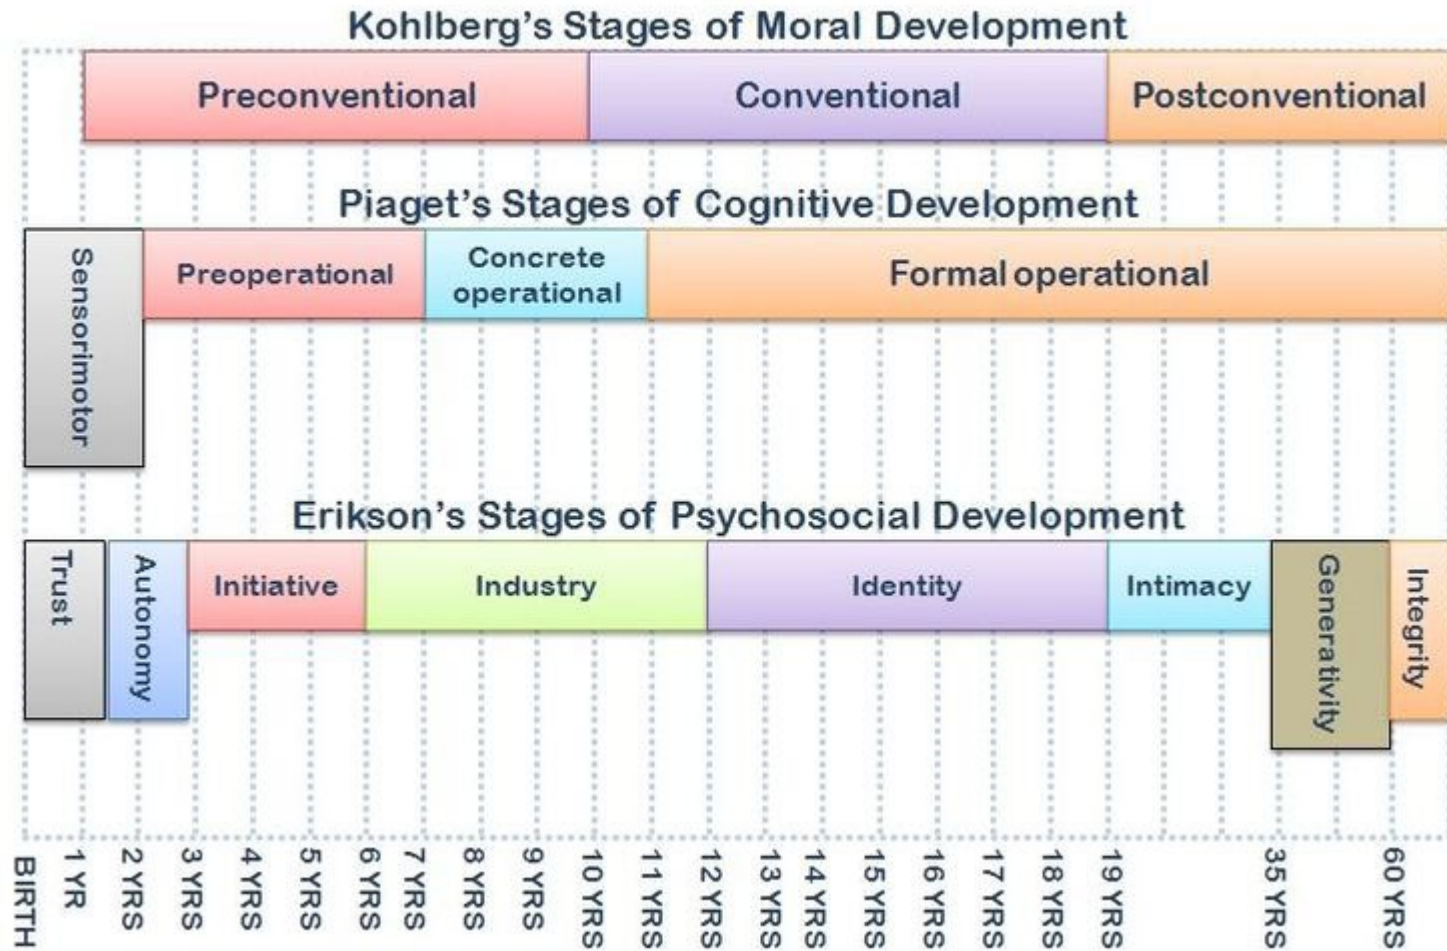 Kohlberg's Stages of Moral Development
Preconventional
Conventional
Postconventional
Piaget's Stages of Cognitive Development
Sensorimotor
Preoperational
Concrete
operational
Formal operational
Erikson's Stages of Psychosocial Development
Trust
Autonomy
Initiative
Industry
Identity
Intimacy
Generativity
Integrity
BIRTH
1 YR
2 YRS
3 YRS
4 YRS
5 YRS
6 YRS
7 YRS
8 YRS
9 YRS
10 YRS
11 YRS
12 YRS
13 YRS
14 YRS
15 YRS
16 YRS
17 YRS
18 YRS
19 YRS
35 YRS
60 YRS